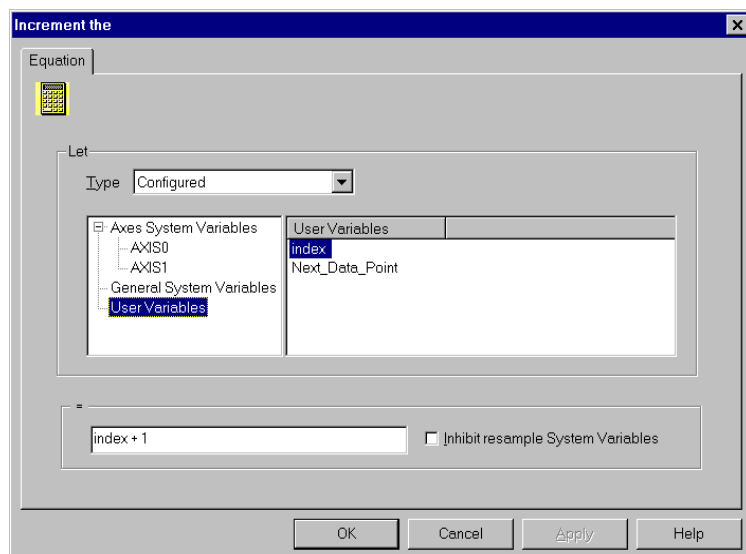 Increment the
Equation
Let
Type Configured
Axes System Variables
AXIS0
AXIS1
General System Variables
User Variables
User Variables
index
Next_Data_Point
=
index + 1
Inhibit resample System Variables
OK Cancel Apply Help